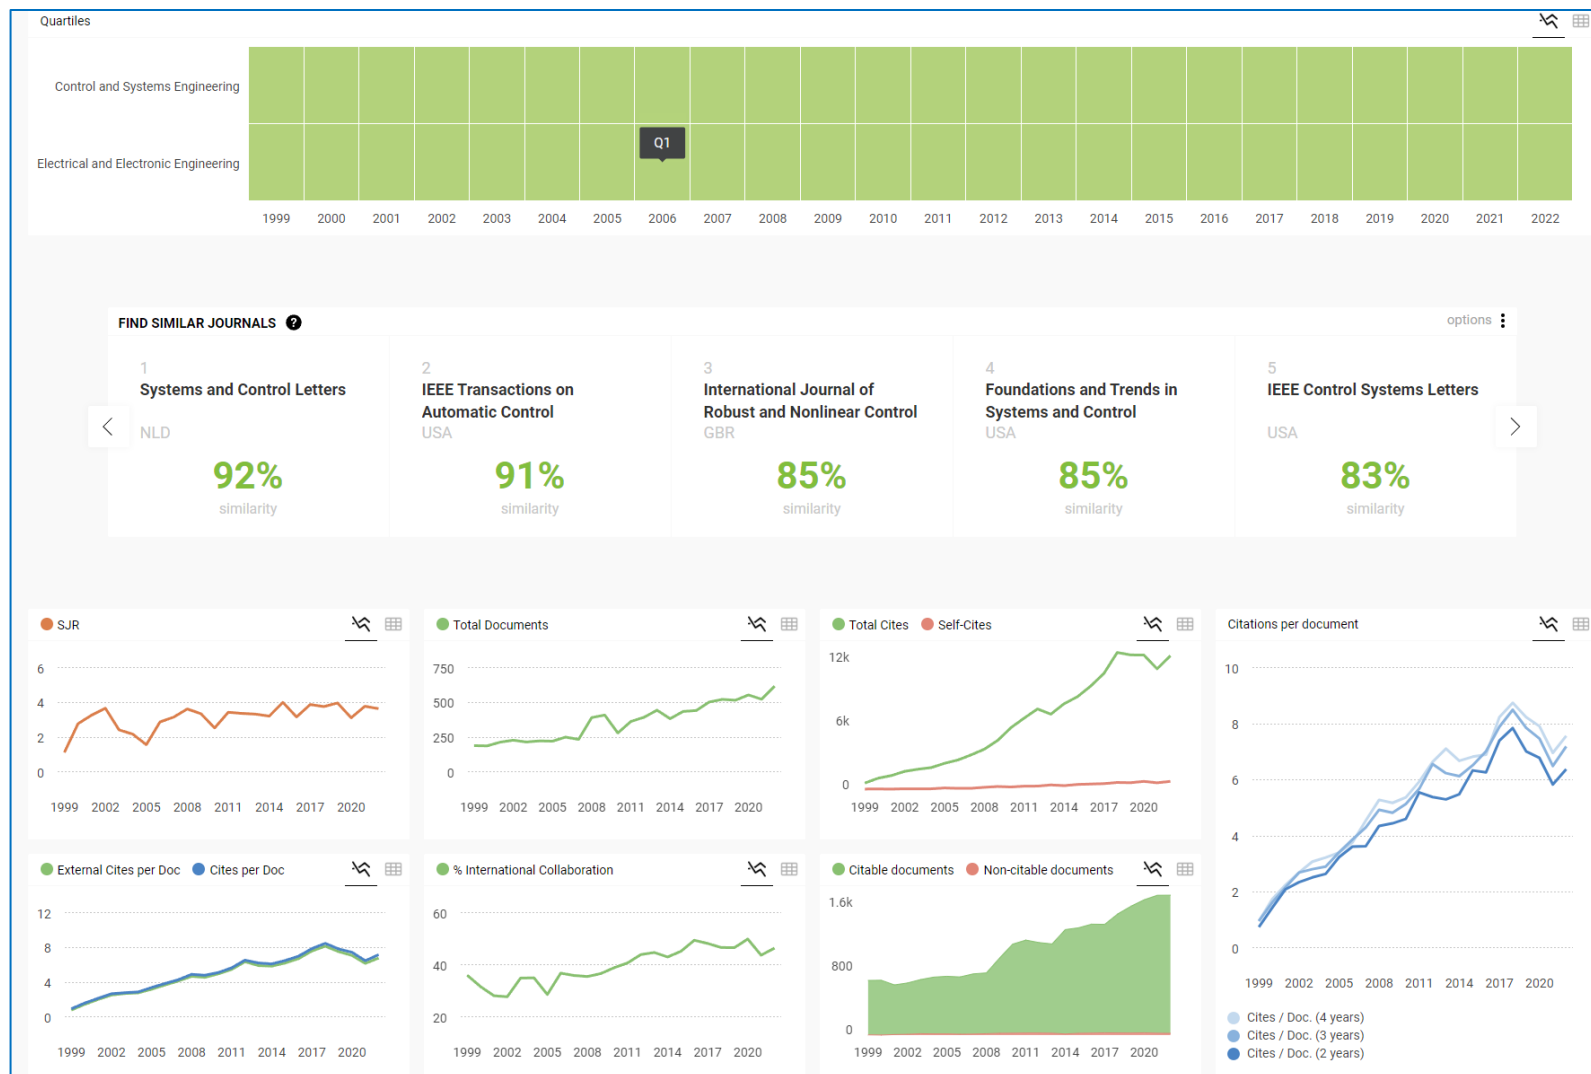 Quartiles
Control and Systems Engineering
Q1
Electrical and Electronic Engineering
1999 2000 2001 2002 2003 2004 2005 2006 2007 2008 2009 2010 2011 2012 2013 2014 2015 2016 2017 2018 2019 2020 2021 2022
FIND SIMILAR JOURNALS ?
options
1
Systems and Control Letters
NLD
92%
similarity
2
IEEE Transactions on
Automatic Control
USA
91%
similarity
3
International Journal of
Robust and Nonlinear Control
GBR
85%
similarity
4
Foundations and Trends in
Systems and Control
USA
85%
similarity
5
IEEE Control Systems Letters
USA
83%
similarity
SJR
6
4
2
0
1999 2002 2005 2008 2011 2014 2017 2020
Total Documents
750
500
250
0
1999 2002 2005 2008 2011 2014 2017 2020
Total Cites Self-Cites
12k
6k
0
1999 2002 2005 2008 2011 2014 2017 2020
Citations per document
10
8
6
4
2
0
1999 2002 2005 2008 2011 2014 2017 2020
Cites / Doc. (4 years)
Cites / Doc. (3 years)
Cites / Doc. (2 years)
External Cites per Doc Cites per Doc
12
8
4
0
1999 2002 2005 2008 2011 2014 2017 2020
% International Collaboration
60
40
20
1999 2002 2005 2008 2011 2014 2017 2020
Citable documents Non-citable documents
1.6k
800
0
1999 2002 2005 2008 2011 2014 2017 2020